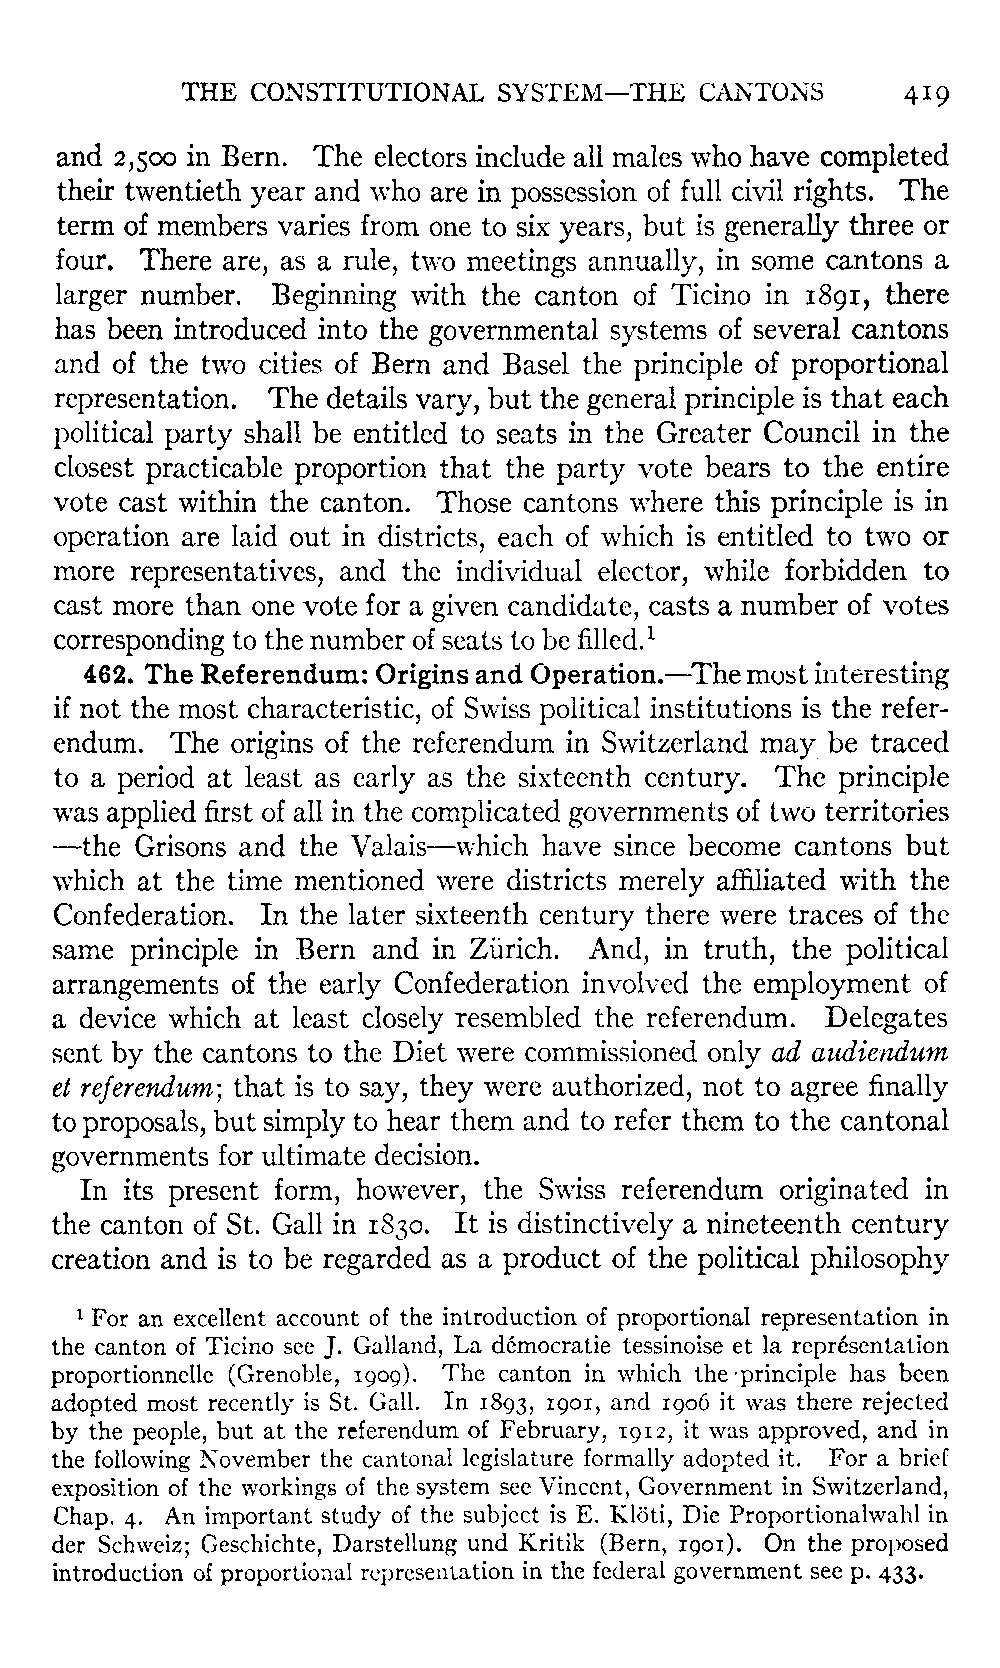 THE CONSTITUTIONAL SYSTEM—THE CANTONS 419
and 2,500 in Bern. The electors include all males who have completed
their twentieth year and who are in possession of full civil rights. The
term of members varies from one to six years, but is generally three or
four. There are, as a rule, two meetings annually, in some cantons a
larger number. Beginning with the canton of Ticino in 1891, there
has been introduced into the governmental systems of several cantons
and of the two cities of Bern and Basel the principle of proportional
representation. The details vary, but the general principle is that each
political party shall be entitled to seats in the Greater Council in the
closest practicable proportion that the party vote bears to the entire
vote cast within the canton. Those cantons where this principle is in
operation are laid out in districts, each of which is entitled to two or
more representatives, and the individual elector, while forbidden to
cast more than one vote for a given candidate, casts a number of votes
corresponding to the number of seats to be filled.¹
462. The Referendum: Origins and Operation.—The most interesting
if not the most characteristic, of Swiss political institutions is the refer-
endum. The origins of the referendum in Switzerland may be traced
to a period at least as early as the sixteenth century. The principle
was applied first of all in the complicated governments of two territories
—the Grisons and the Valais—which have since become cantons but
which at the time mentioned were districts merely affiliated with the
Confederation. In the later sixteenth century there were traces of the
same principle in Bern and in Zürich. And, in truth, the political
arrangements of the early Confederation involved the employment of
a device which at least closely resembled the referendum. Delegates
sent by the cantons to the Diet were commissioned only ad audiendum
et referendum; that is to say, they were authorized, not to agree finally
to proposals, but simply to hear them and to refer them to the cantonal
governments for ultimate decision.
In its present form, however, the Swiss referendum originated in
the canton of St. Gall in 1830. It is distinctively a nineteenth century
creation and is to be regarded as a product of the political philosophy
¹ For an excellent account of the introduction of proportional representation in
the canton of Ticino see J. Galland, La démocratie tessinoise et la représentation
proportionnelle (Grenoble, 1909). The canton in which the principle has been
adopted most recently is St. Gall. In 1893, 1901, and 1906 it was there rejected
by the people, but at the referendum of February, 1912, it was approved, and in
the following November the cantonal legislature formally adopted it. For a brief
exposition of the workings of the system see Vincent, Government in Switzerland,
Chap. 4. An important study of the subject is E. Klöti, Die Proportionalwahl in
der Schweiz; Geschichte, Darstellung und Kritik (Bern, 1901). On the proposed
introduction of proportional representation in the federal government see p. 433.